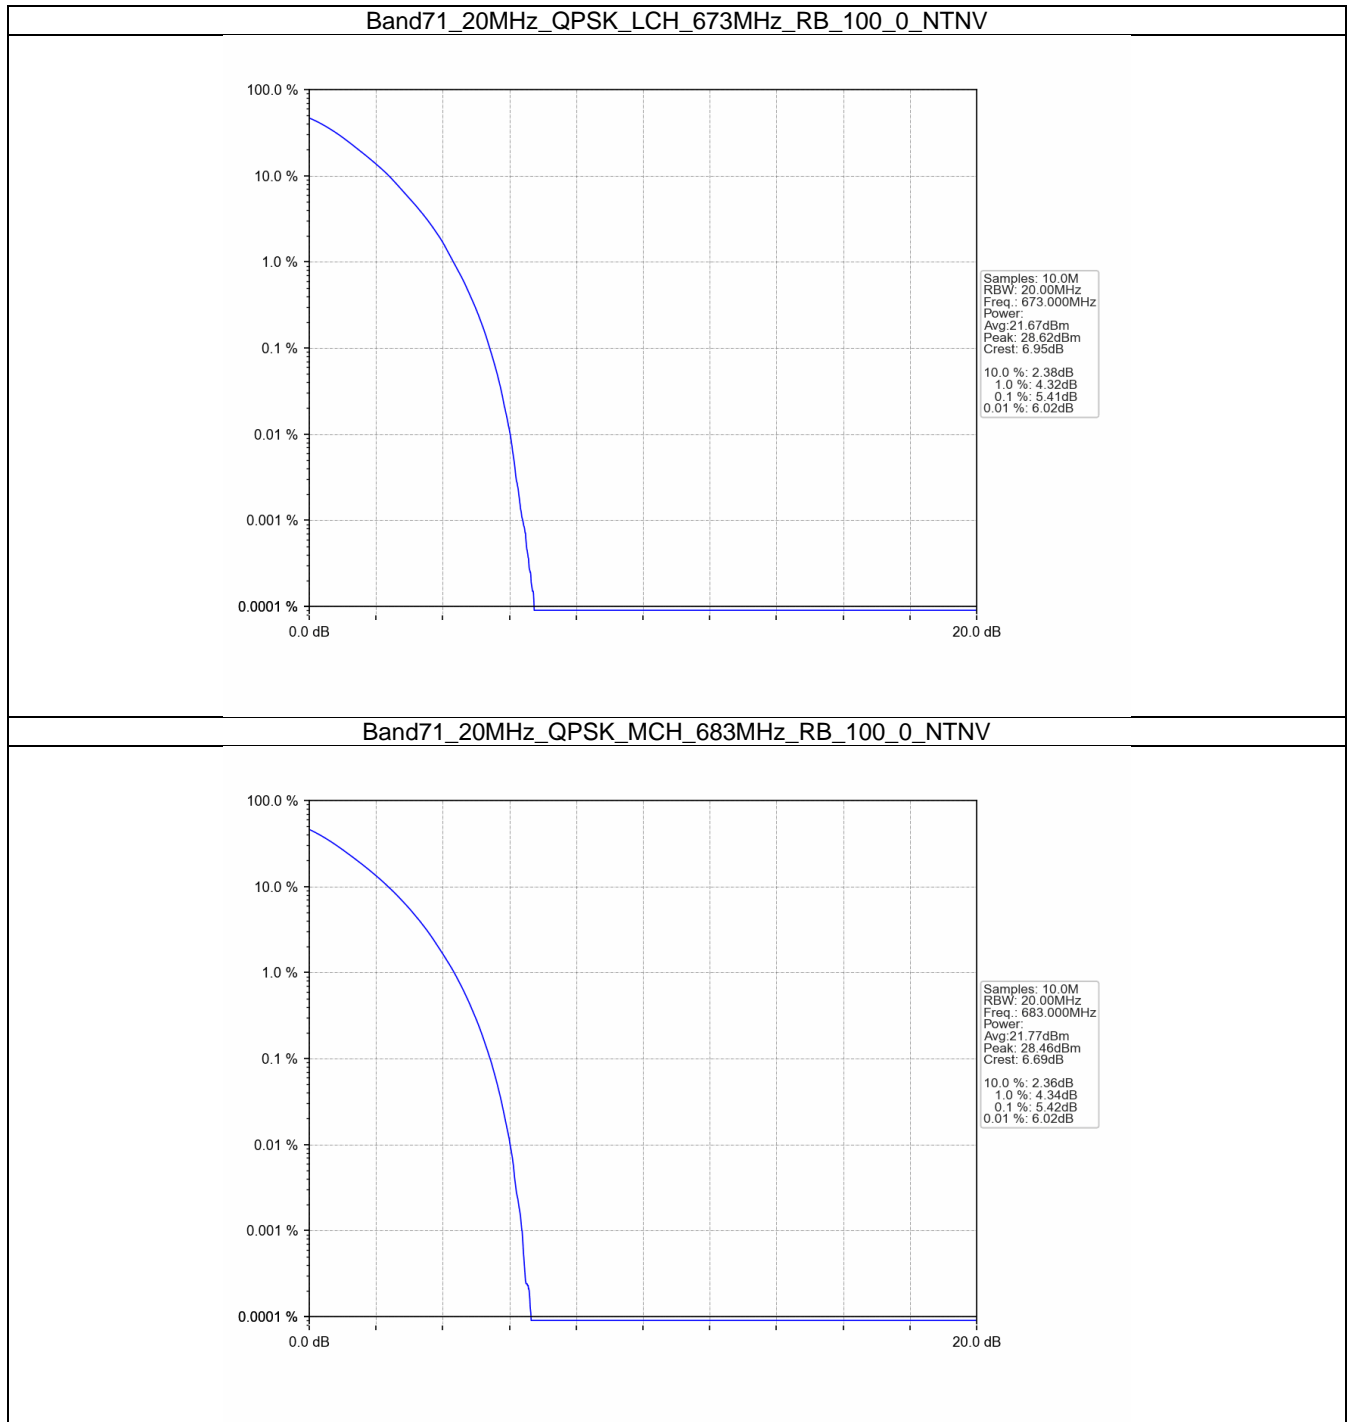 Band71_20MHz_QPSK_LCH_673MHz_RB_100_0_NTNV
100.0 %
10.0 %
1.0 %
0.1 %
0.01 %
0.001 %
0.0001 %
0.0 dB
20.0 dB
Samples: 10.0M
RBW: 20.00MHz
Freq.: 673.000MHz
Power:
Avg:21.67dBm
Peak: 28.62dBm
Crest: 6.95dB
10.0 %: 2.38dB
1.0 %: 4.32dB
0.1 %: 5.41dB
0.01 %: 6.02dB
Band71_20MHz_QPSK_MCH_683MHz_RB_100_0_NTNV
100.0 %
10.0 %
1.0 %
0.1 %
0.01 %
0.001 %
0.0001 %
0.0 dB
20.0 dB
Samples: 10.0M
RBW: 20.00MHz
Freq.: 683.000MHz
Power:
Avg:21.77dBm
Peak: 28.46dBm
Crest: 6.69dB
10.0 %: 2.36dB
1.0 %: 4.34dB
0.1 %: 5.42dB
0.01 %: 6.02dB